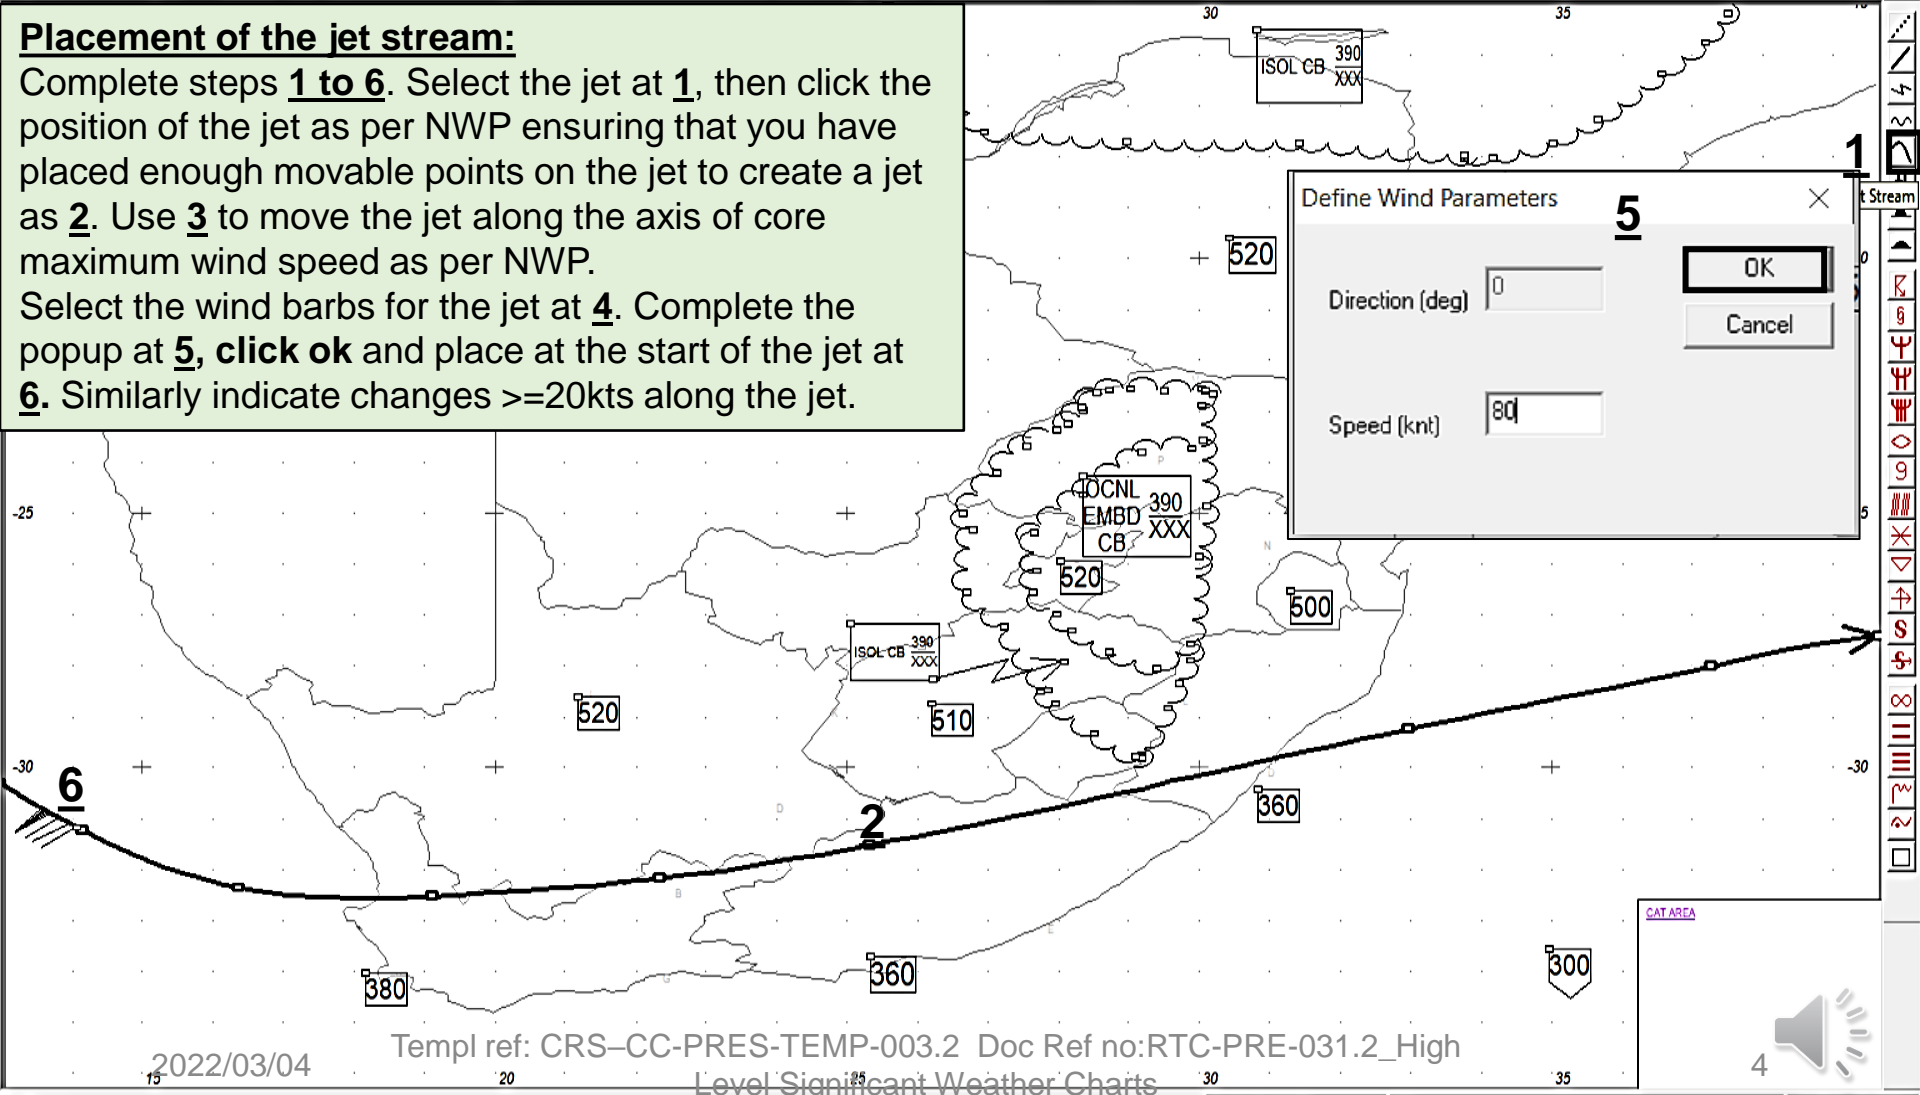 Placement of the jet stream:
Complete steps 1 to 6. Select the jet at 1, then click the
position of the jet as per NWP ensuring that you have
placed enough movable points on the jet to create a jet
as 2. Use 3 to move the jet along the axis of core
maximum wind speed as per NWP.
Select the wind barbs for the jet at 4. Complete the
popup at 5, click ok and place at the start of the jet at
6. Similarly indicate changes >=20kts along the jet.
30
35
ISOL CB 390
XXX
1
t Stream
Define Wind Parameters
5
Direction (deg)
0
OK
Cancel
Speed (knt)
80
520
-25
OCNL
EMBD
CB
390
XXX
520
500
ISOL CB 390
XXX
520
510
-30
-30
6
2
360
380
360
300
CAT AREA
Templ ref: CRS–CC-PRES-TEMP-003.2 Doc Ref no:RTC-PRE-031.2_High
Level Significant Weather Charts
2022/03/04
4
15
20
25
30
35